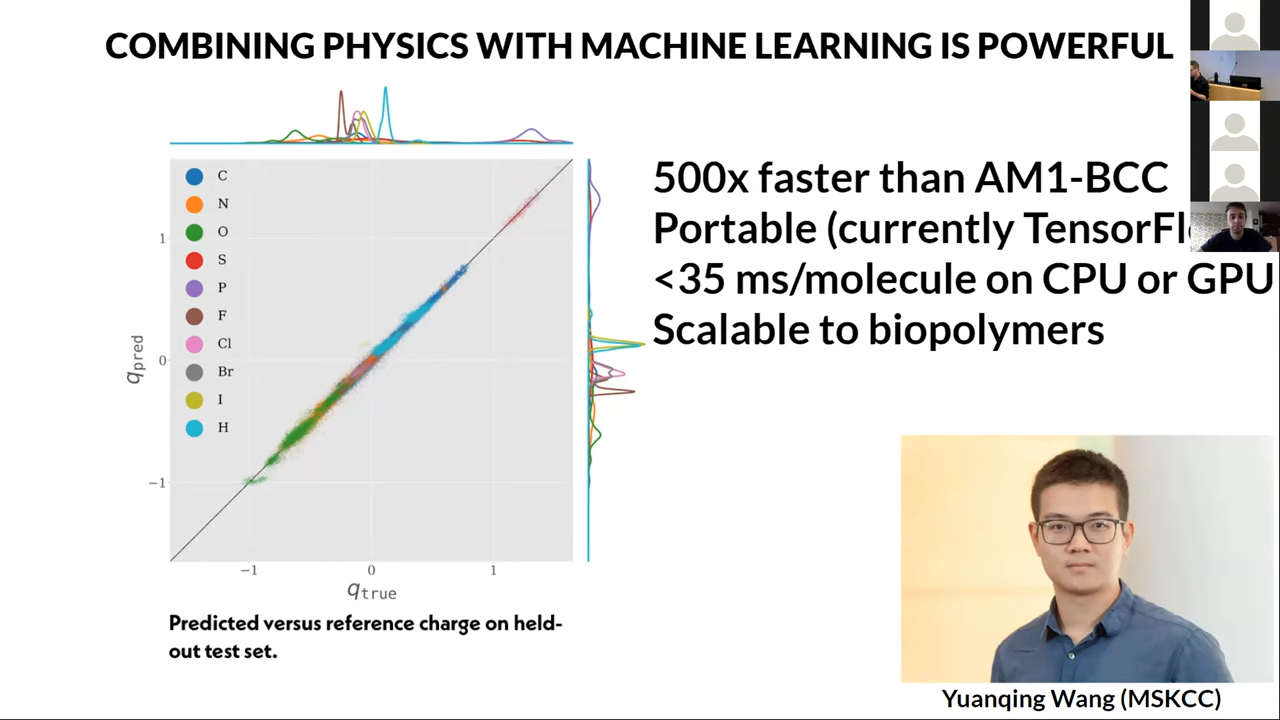 COMBINING PHYSICS WITH MACHINE LEARNING IS POWERFUL
C
N
O
S
P
F
Cl
Br
I
H
1
0
−1
q pred
−1
0
1
q true
Predicted versus reference charge on held-
out test set.
500x faster than AM1-BCC
Portable (currently TensorFl
<35 ms/molecule on CPU or GPU
Scalable to biopolymers
Yuanqing Wang (MSKCC)